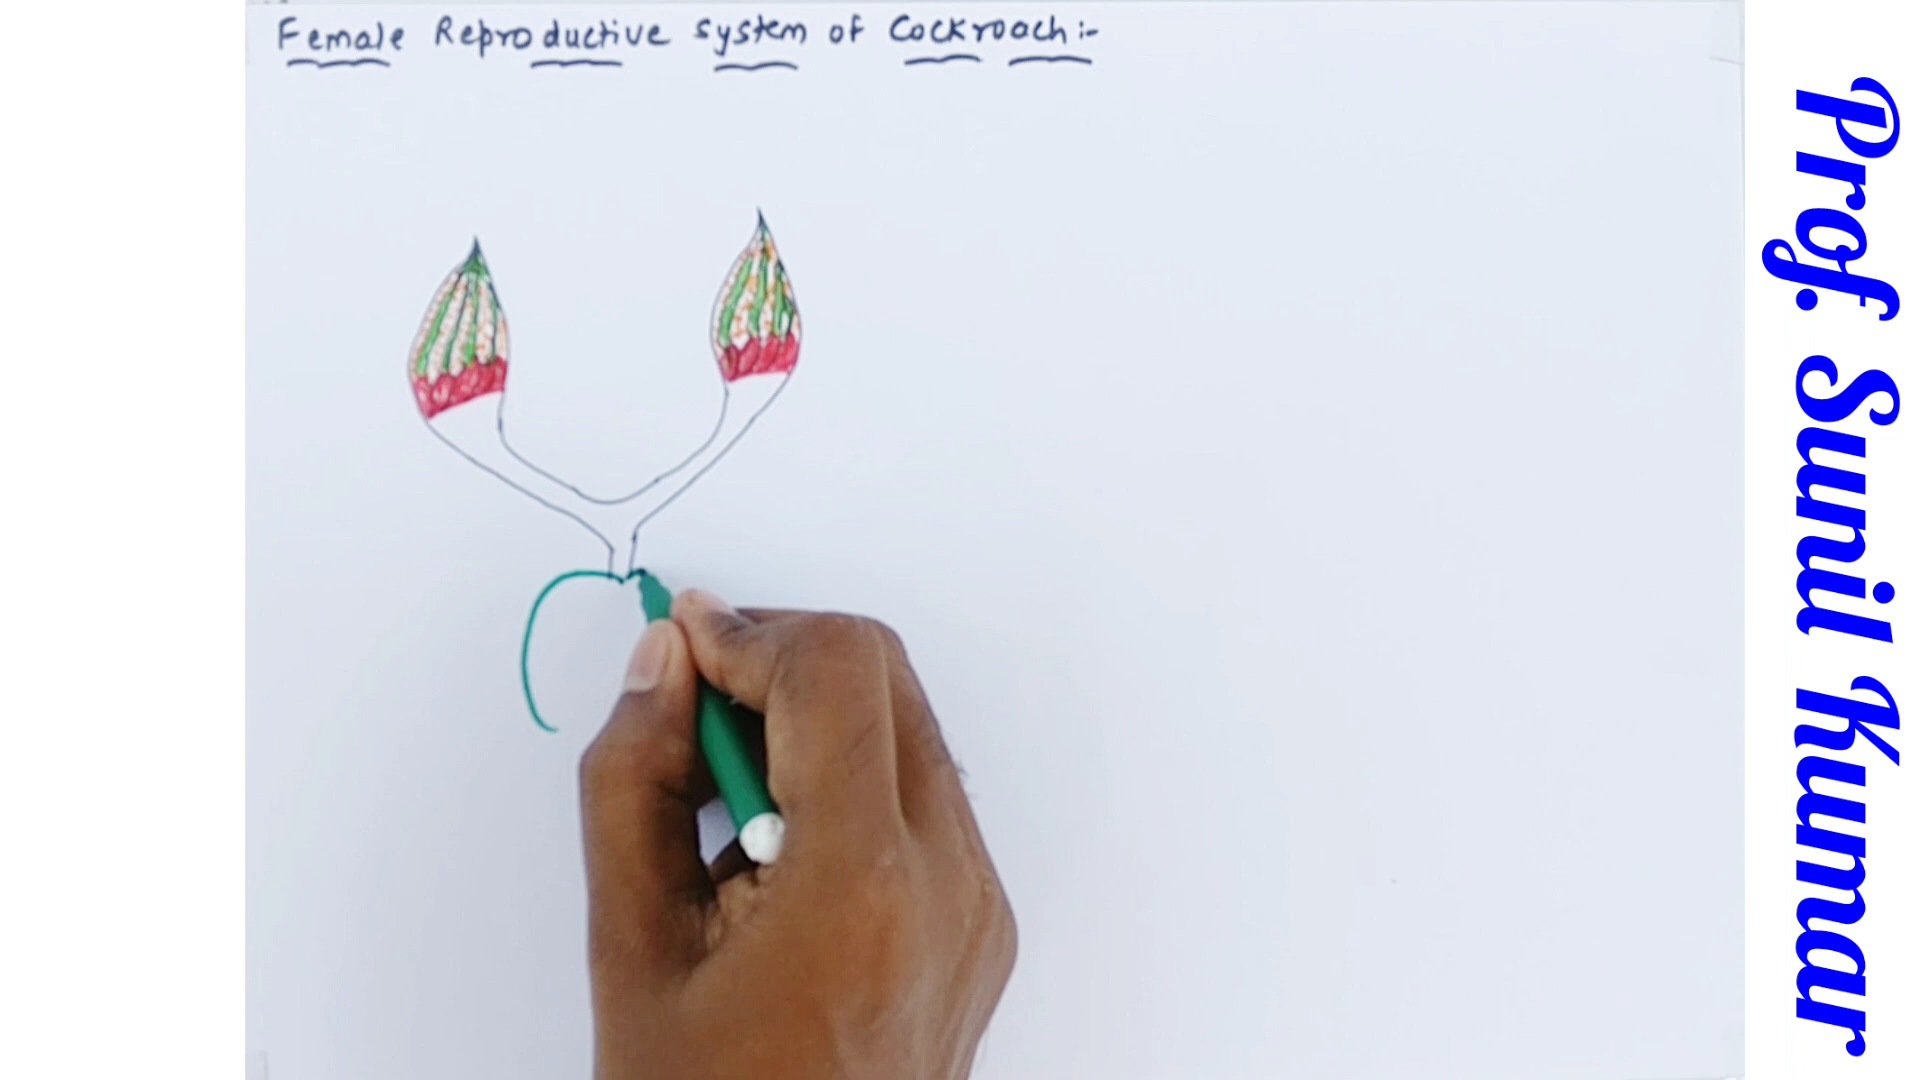 Female Reproductive system of Cockroach:-
Prof. Sunil Kumar